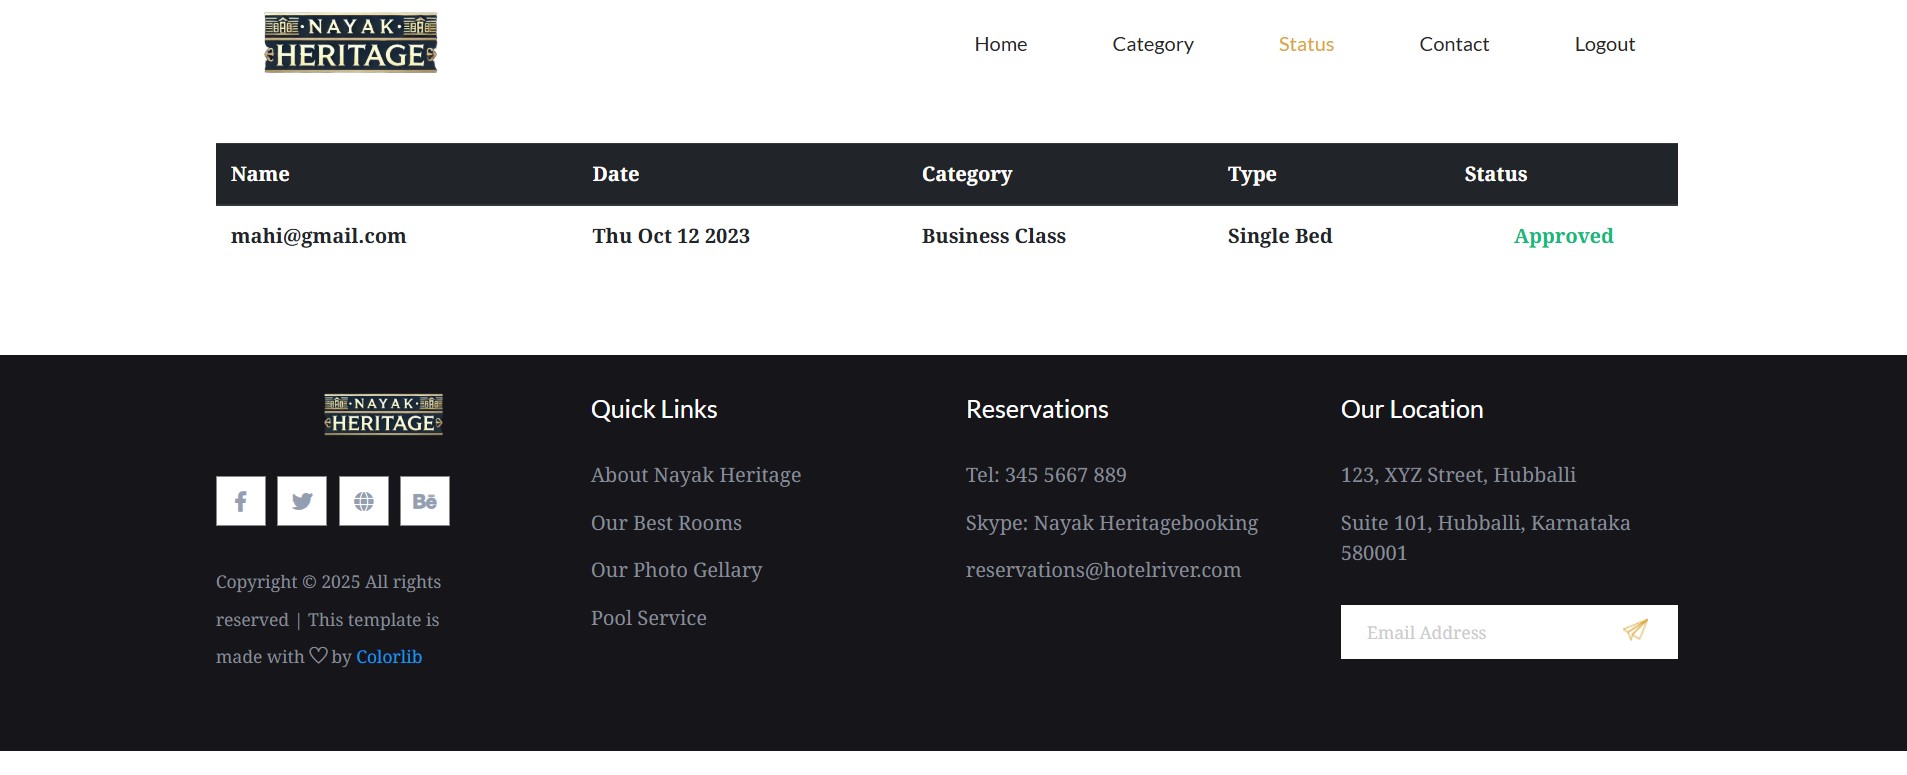 · NAYAK ·
HERITAGE
Home Category Status Contact Logout
Name Date Category Type Status
mahi@gmail.com Thu Oct 12 2023 Business Class Single Bed Approved
· NAYAK ·
HERITAGE
Bē
Copyright © 2025 All rights
reserved | This template is
made with ♡ by Colorlib
Quick Links
About Nayak Heritage
Our Best Rooms
Our Photo Gellary
Pool Service
Reservations
Tel: 345 5667 889
Skype: Nayak Heritagebooking
reservations@hotelriver.com
Our Location
123, XYZ Street, Hubballi
Suite 101, Hubballi, Karnataka
580001
Email Address